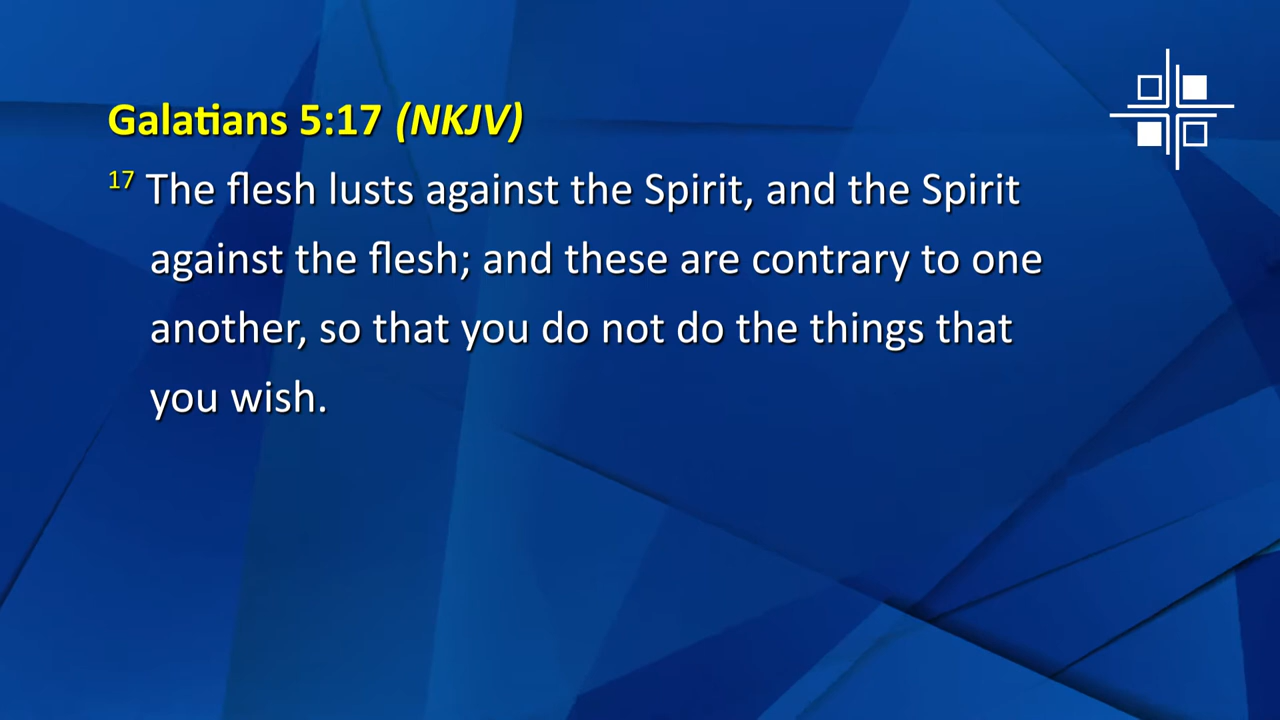 Galatians 5:17 (NKJV)
17 The flesh lusts against the Spirit, and the Spirit
against the flesh; and these are contrary to one
another, so that you do not do the things that
you wish.